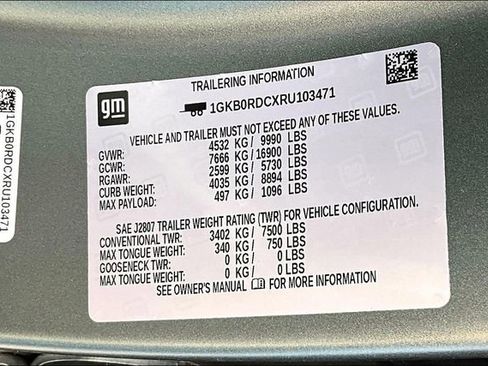 gm
TRAILERING INFORMATION
1GKB0RDCXRU103471
VEHICLE AND TRAILER MUST NOT EXCEED ANY OF THESE VALUES.
GVWR: 4532 KG/ 9990 LBS
GCWR: 7666 KG/ 16900 LBS
RGAWR: 2599 KG/ 5730 LBS
CURB WEIGHT: 4035 KG/ 8894 LBS
MAX PAYLOAD: 497 KG/ 1096 LBS
SAE J2807 TRAILER WEIGHT RATING (TWR) FOR VEHICLE CONFIGURATION.
CONVENTIONAL TWR: 3402 KG/ 7500 LBS
MAX TONGUE WEIGHT: 340 KG/ 750 LBS
GOOSENECK TWR: 0 KG/ 0 LBS
MAX TONGUE WEIGHT: 0 KG/ 0 LBS
SEE OWNER'S MANUAL FOR MORE INFORMATION
1GKB0RDCXRU103471